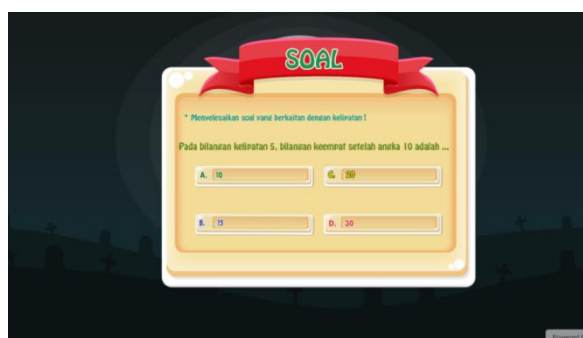 SOAL
* Menyelesaikan soal yang berkaitan dengan kelipatan !
Pada bilangan kelipatan 5, bilangan keempat setelah angka 10 adalah ...
A. 10
C. 20
B. 15
D. 30